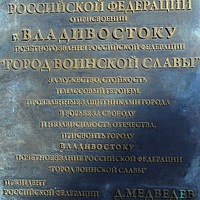 РОССИЙСКОЙ ФЕДЕРАЦИИ
О ПРИСВОЕНИИ
г. ВЛАДИВОСТОКУ
ПОЧЕТНОГО ЗВАНИЯ РОССИЙСКОЙ ФЕДЕРАЦИИ
"ГОРОД ВОИНСКОЙ СЛАВЫ"
ЗА МУЖЕСТВО, СТОЙКОСТЬ
И МАССОВЫЙ ГЕРОИЗМ,
ПРОЯВЛЕННЫЕ ЗАЩИТНИКАМИ ГОРОДА
В БОРЬБЕ ЗА СВОБОДУ
И НЕЗАВИСИМОСТЬ ОТЕЧЕСТВА,
ПРИСВОИТЬ ГОРОДУ
ВЛАДИВОСТОКУ
ПОЧЕТНОЕ ЗВАНИЕ РОССИЙСКОЙ ФЕДЕРАЦИИ
"ГОРОД ВОИНСКОЙ СЛАВЫ"
ПРЕЗИДЕНТ
РОССИЙСКОЙ ФЕДЕРАЦИИ Д. МЕДВЕДЕВ